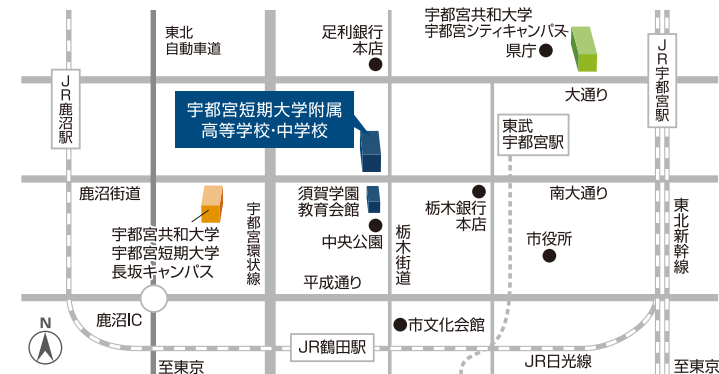 宇都宮共和大学
宇都宮シティキャンパス
県庁
足利銀行
本店
東北
自動車道
JR宇都宮駅
JR鹿沼駅
大通り
宇都宮短期大学附属
高等学校・中学校
東武
宇都宮駅
鹿沼街道
須賀学園
教育会館
栃木銀行
本店
南大通り
宇都宮環状線
中央公園
栃木街道
市役所
東北新幹線
宇都宮共和大学
宇都宮短期大学
長坂キャンパス
平成通り
鹿沼IC
市文化会館
N
JR鶴田駅
JR日光線
至東京
至東京